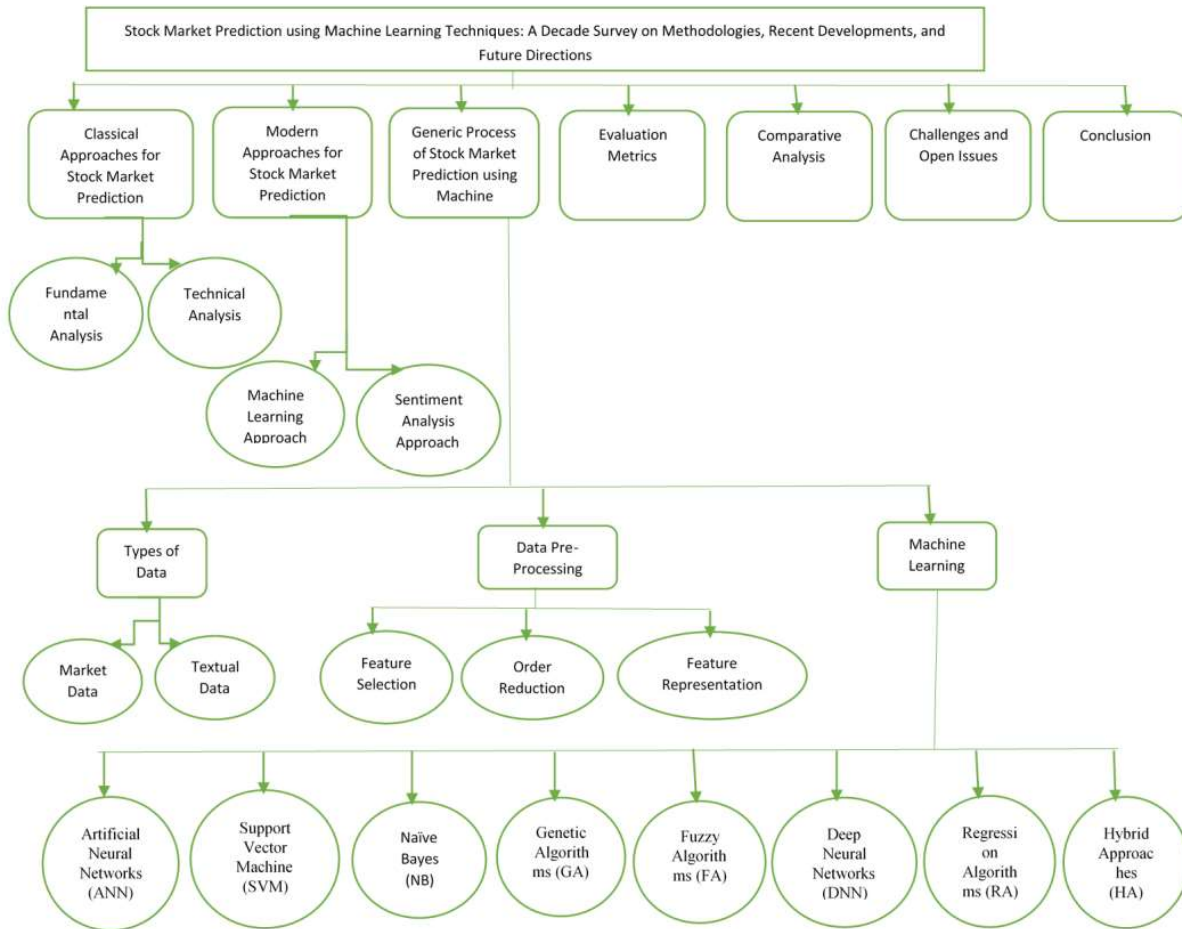 Stock Market Prediction using Machine Learning Techniques: A Decade Survey on Methodologies, Recent Developments, and
Future Directions
Classical
Approaches for
Stock Market
Prediction
Modern
Approaches for
Stock Market
Prediction
Generic Process
of Stock Market
Prediction using
Machine
Evaluation
Metrics
Comparative
Analysis
Challenges and
Open Issues
Conclusion
Fundame
ntal
Analysis
Technical
Analysis
Machine
Learning
Approach
Sentiment
Analysis
Approach
Types of
Data
Data Pre-
Processing
Machine
Learning
Market
Data
Textual
Data
Feature
Selection
Order
Reduction
Feature
Representation
Artificial
Neural
Networks
(ANN)
Support
Vector
Machine
(SVM)
Naïve
Bayes
(NB)
Genetic
Algorith
ms (GA)
Fuzzy
Algorith
ms (FA)
Deep
Neural
Networks
(DNN)
Regressi
on
Algorith
ms (RA)
Hybrid
Approac
hes
(HA)